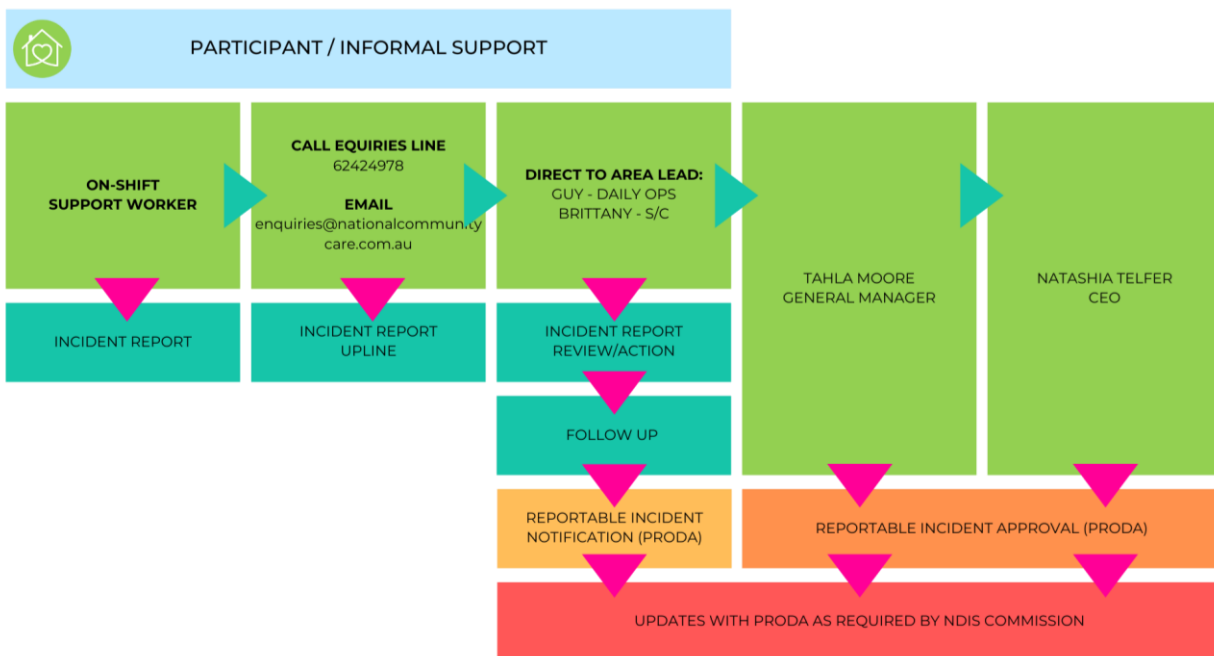 PARTICIPANT / INFORMAL SUPPORT
ON-SHIFT
SUPPORT WORKER
CALL EQUIRIES LINE
62424978
EMAIL
enquiries@nationalcommunity
care.com.au
DIRECT TO AREA LEAD:
GUY - DAILY OPS
BRITTANY - S/C
TAHLA MOORE
GENERAL MANAGER
NATASHIA TELFER
CEO
INCIDENT REPORT
INCIDENT REPORT
UPLINE
INCIDENT REPORT
REVIEW/ACTION
FOLLOW UP
REPORTABLE INCIDENT
NOTIFICATION (PRODA)
REPORTABLE INCIDENT APPROVAL (PRODA)
UPDATES WITH PRODA AS REQUIRED BY NDIS COMMISSION